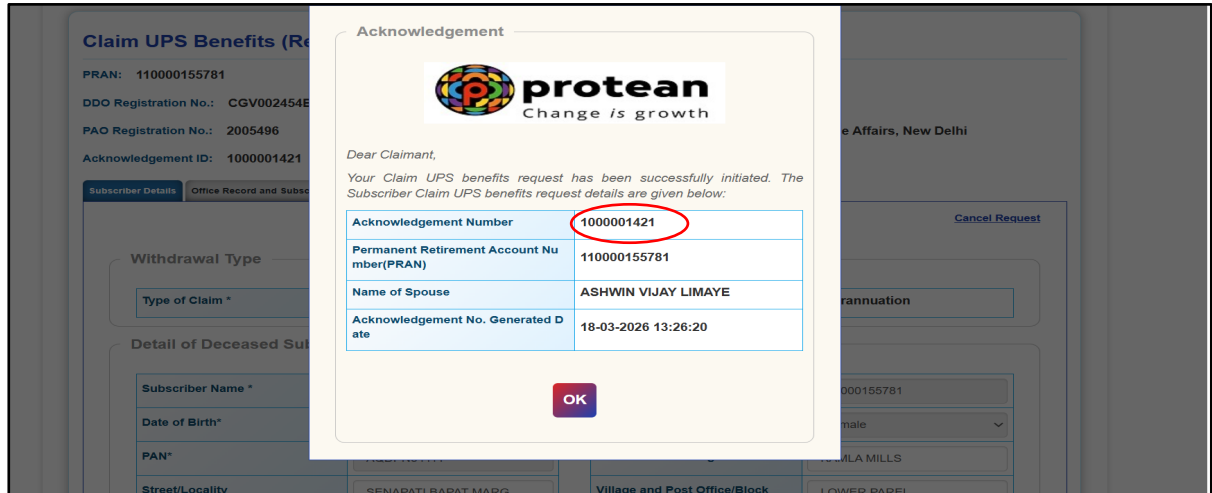 Claim UPS Benefits (Re
PRAN: 110000155781
DDO Registration No.: CGV002454E
PAO Registration No.: 2005496
e Affairs, New Delhi
Acknowledgement ID: 1000001421
Subscriber Details Office Record and Subsc
Cancel Request
Withdrawal Type
Type of Claim *
rannuation
Detail of Deceased Sub
Subscriber Name *
000155781
Date of Birth*
male
PAN*
MLA MILLS
Street/Locality SENAPATI BAPAT MARG Village and Post Office/Block LOWER PAREL
Acknowledgement
protean
Change is growth
Dear Claimant,
Your Claim UPS benefits request has been successfully initiated. The
Subscriber Claim UPS benefits request details are given below:
Acknowledgement Number 1000001421
Permanent Retirement Account Nu
mber(PRAN) 110000155781
Name of Spouse ASHWIN VIJAY LIMAYE
Acknowledgement No. Generated D
ate 18-03-2026 13:26:20
OK